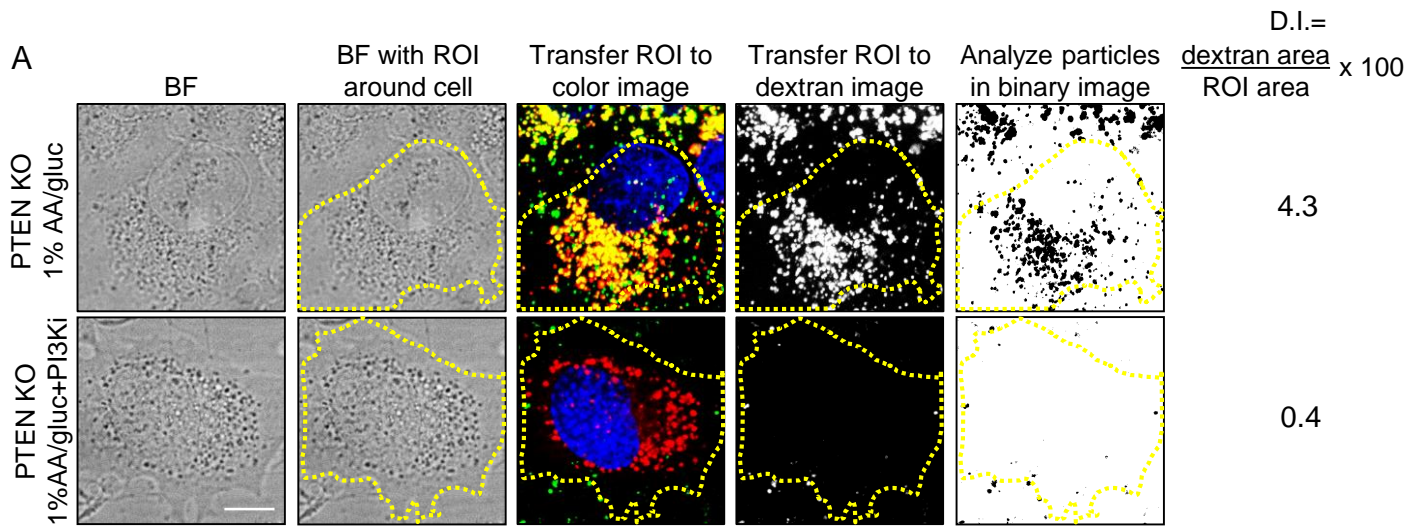 A
BF
BF with ROI
around cell
Transfer ROI to
color image
Transfer ROI to
dextran image
Analyze particles
in binary image
D.I.=
dextran area x 100
ROI area
PTEN KO
1% AA/gluc
4.3
PTEN KO
1%AA/gluc+PI3Ki
0.4